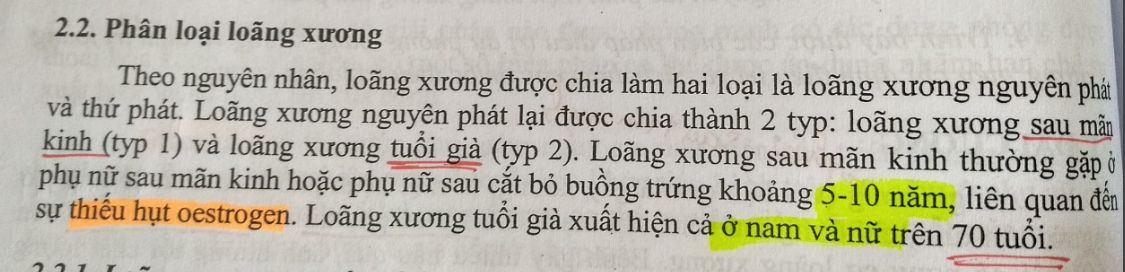 2.2. Phân loại loãng xương
Theo nguyên nhân, loãng xương được chia làm hai loại là loãng xương nguyên phát
và thứ phát. Loãng xương nguyên phát lại được chia thành 2 typ: loãng xương sau mãn
kinh (typ 1) và loãng xương tuổi già (typ 2). Loãng xương sau mãn kinh thường gặp ở
phụ nữ sau mãn kinh hoặc phụ nữ sau cắt bỏ buồng trứng khoảng 5-10 năm, liên quan đến
sự thiếu hụt oestrogen. Loãng xương tuổi già xuất hiện cả ở nam và nữ trên 70 tuổi.